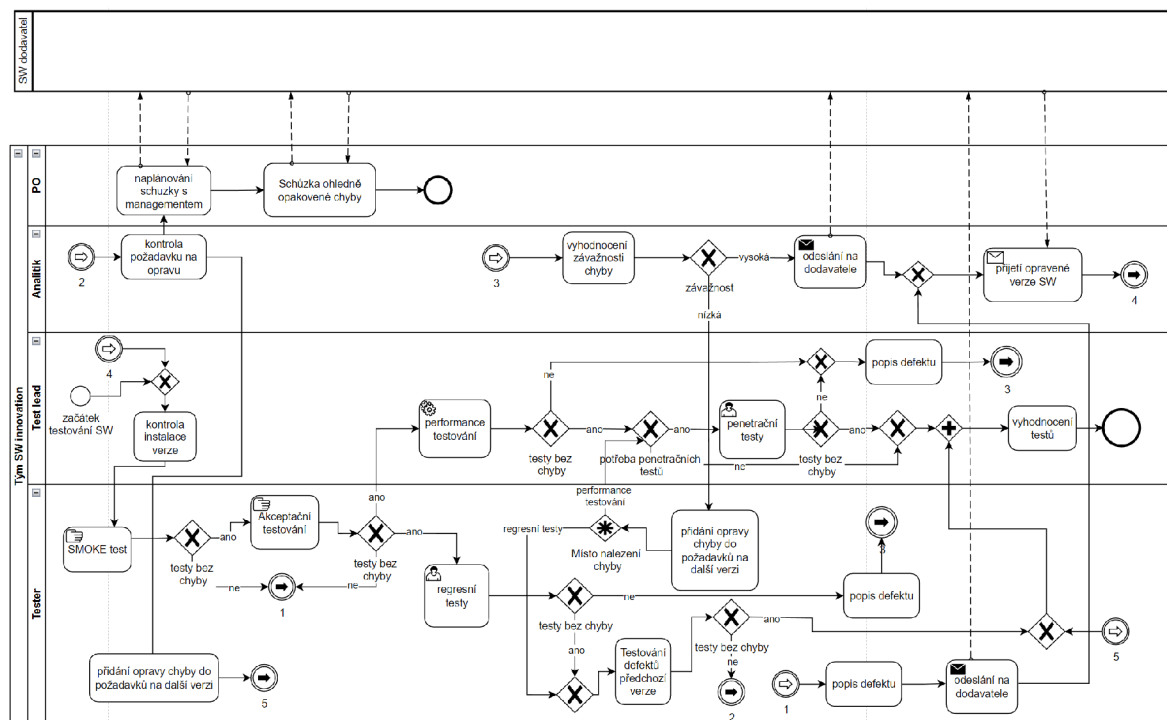 SW dodavatel
Tým SW innovation
PO
naplánování
schuzky s
managementem
Schůzka ohledně
opakované chyby
Analitik
2
kontrola
požadavku na
opravu
3
vyhodnocení
závažnosti
chyby
vysoká
závažnost
nízká
odeslání na
dodavatele
přijetí opravené
verze SW
4
Test lead
4
začátek
testování SW
kontrola
instalace
verze
performance
testování
ne
ano
testy bez chyby
potřeba penetračních
testů
ano
ne
penetrační
testy
ne
ano
testy bez chyby
popis defektu
3
vyhodnocení
testů
Tester
SMOKE test
ano
testy bez
chyby
ne
Akceptační
testování
ano
testy bez
chyby
ne
ano
1
regresní
testy
performance
testování
regresní testy
Místo nalezení
chyby
přidání opravy
chyby do
požadavků na
další verzi
ne
testy bez chyby
ano
popis defektu
3
Testování
defektů
předchozí
verze
ano
testy bez chyby
ne
2
5
přidání opravy chyby do
požadavků na další verzi
5
1
popis defektu
odeslání na
dodavatele